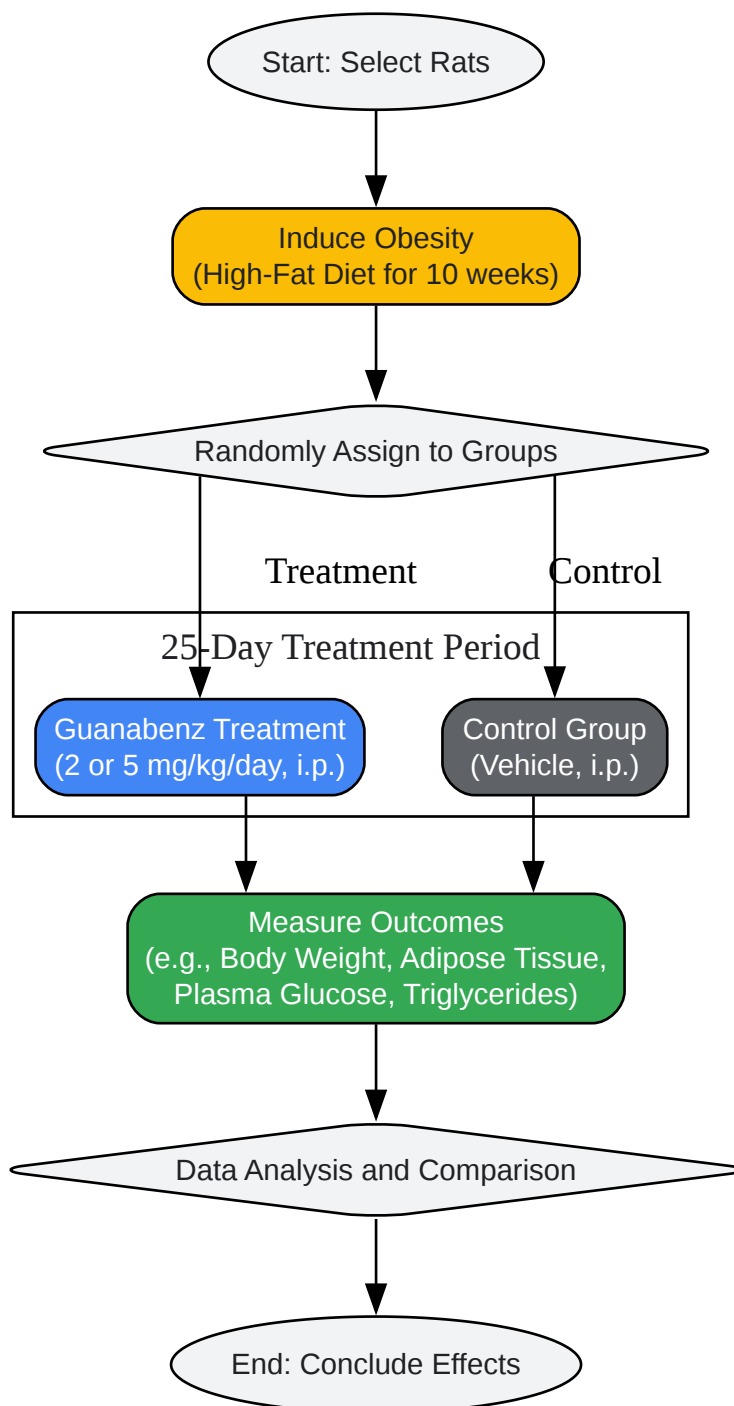 Start: Select Rats
Induce Obesity
(High-Fat Diet for 10 weeks)
Randomly Assign to Groups
Treatment
Control
25-Day Treatment Period
Guanabenz Treatment
(2 or 5 mg/kg/day, i.p.)
Control Group
(Vehicle, i.p.)
Measure Outcomes
(e.g., Body Weight, Adipose Tissue,
Plasma Glucose, Triglycerides)
Data Analysis and Comparison
End: Conclude Effects